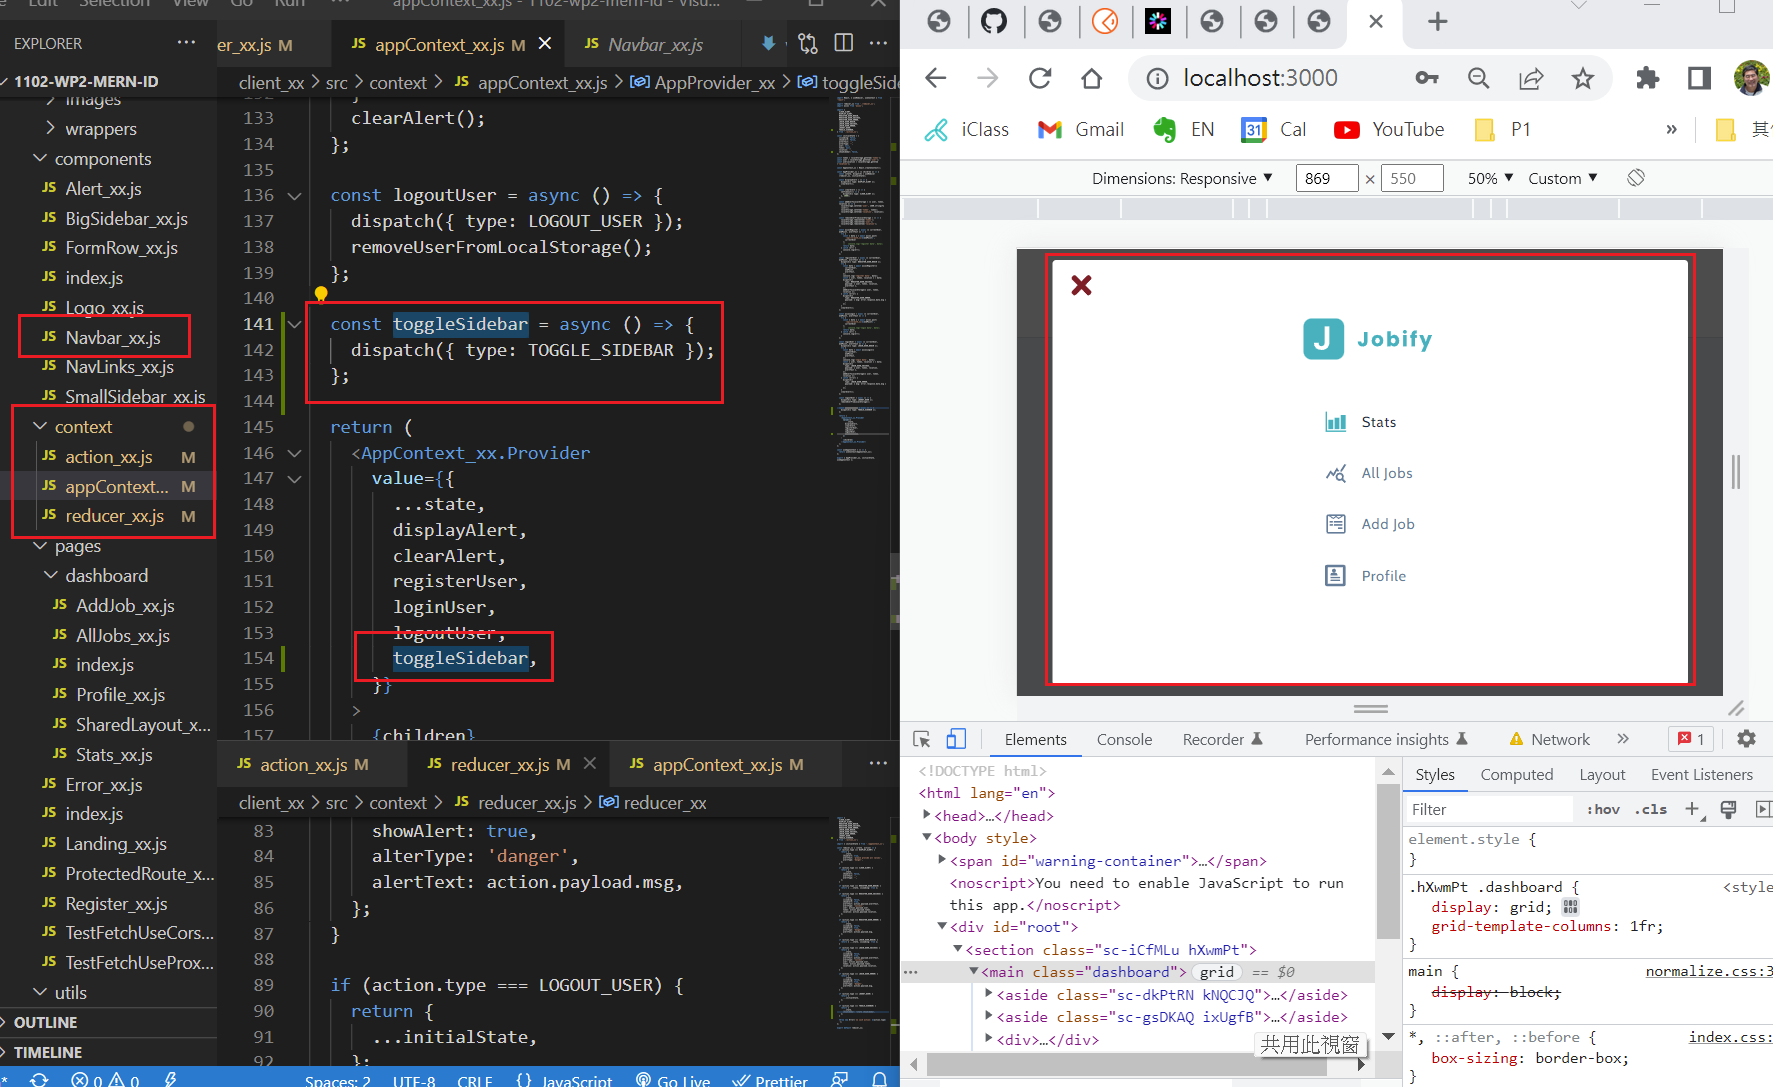 Edit
Selection
View
Go
Run
···
appContext_xx.js - 1102-wp2-mern-id - Visu...
EXPLORER
1102-WP2-MERN-ID
images
wrappers
components
JS Alert_xx.js
JS BigSidebar_xx.js
JS FormRow_xx.js
JS index.js
JS Logo_xx.js
JS Navbar_xx.js
JS NavLinks_xx.js
JS SmallSidebar_xx.js
context
JS action_xx.js M
JS appContext... M
JS reducer_xx.js M
pages
dashboard
JS AddJob_xx.js
JS AllJobs_xx.js
JS index.js
JS Profile_xx.js
JS SharedLayout_x...
JS Stats_xx.js
JS Error_xx.js
JS index.js
JS Landing_xx.js
JS ProtectedRoute_x...
JS Register_xx.js
JS TestFetchUseCors...
JS TestFetchUseProx...
utils
OUTLINE
TIMELINE
er_xx.js M
JS appContext_xx.js M
JS Navbar_xx.js
client_xx > src > context > JS appContext_xx.js > AppProvider_xx > toggleSide
132 }
133 clearAlert();
134 };
135
136 const logoutUser = async () => {
137 dispatch({ type: LOGOUT_USER });
138 removeUserFromLocalStorage();
139 };
140
141 const toggleSidebar = async () => {
142 dispatch({ type: TOGGLE_SIDEBAR });
143 };
144
145 return (
146 <AppContext_xx.Provider
147 value={{
148 ...state,
149 displayAlert,
150 clearAlert,
151 registerUser,
152 loginUser,
153 logoutUser,
154 toggleSidebar,
155 }}
156 >
157 {children}
JS action_xx.js M
JS reducer_xx.js M
JS appContext_xx.js M
client_xx > src > context > JS reducer_xx.js > reducer_xx
83 showAlert: true,
84 alterType: 'danger',
85 alertText: action.payload.msg,
86 };
87 }
88
89 if (action.type === LOGOUT_USER) {
90 return {
91 ...initialState,
92 };
0 0
Spaces: 2
UTF-8
CRLF
{} JavaScript
Go Live
Prettier
localhost:3000
iClass
Gmail
EN
31 Cal
YouTube
P1
»
Dimensions: Responsive ▼
869 × 550
50% ▼
Custom ▼
J Jobify
Stats
All Jobs
Add Job
Profile
Elements
Console
Recorder
Performance insights
Network
»
1
<!DOCTYPE html>
<html lang="en">
<head>…</head>
<body style>
<span id="warning-container">…</span>
<noscript>You need to enable JavaScript to run
this app.</noscript>
<div id="root">
<section class="sc-iCfMLu hXwmPt">
··· <main class="dashboard"> grid == $0
<aside class="sc-dkPtRN kNQCJQ">…</aside>
<aside class="sc-gsDKAQ ixUgfB">…</aside>
<div>…</div>
共用此視窗
Styles
Computed
Layout
Event Listeners
Filter
:hov
.cls
element.style {
}
.hXwmPt .dashboard { <style
display: grid;
grid-template-columns: 1fr;
}
main { normalize.css:3
display: block;
}
*, ::after, ::before { index.css:
box-sizing: border-box;
}